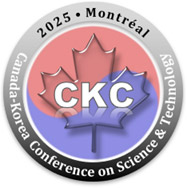 2025 • Montréal
CKC
Canada-Korea Conference on Science & Technology